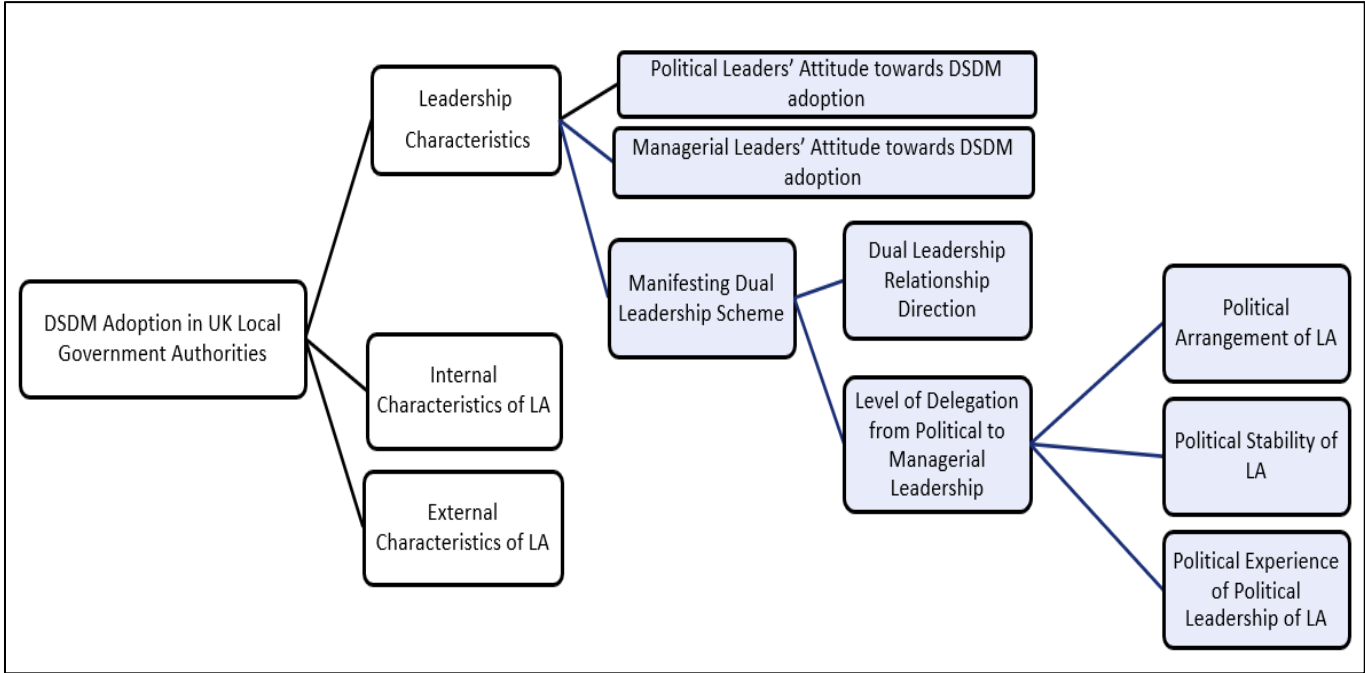 Political Leaders' Attitude towards DSDM
adoption
Leadership
Characteristics
Managerial Leaders' Attitude towards DSDM
adoption
Dual Leadership
Relationship
Direction
Manifesting Dual
Leadership Scheme
Political
Arrangement of LA
DSDM Adoption in UK Local
Government Authorities
Internal
Characteristics of LA
Level of Delegation
from Political to
Managerial
Leadership
Political Stability of
LA
External
Characteristics of LA
Political Experience
of Political
Leadership of LA